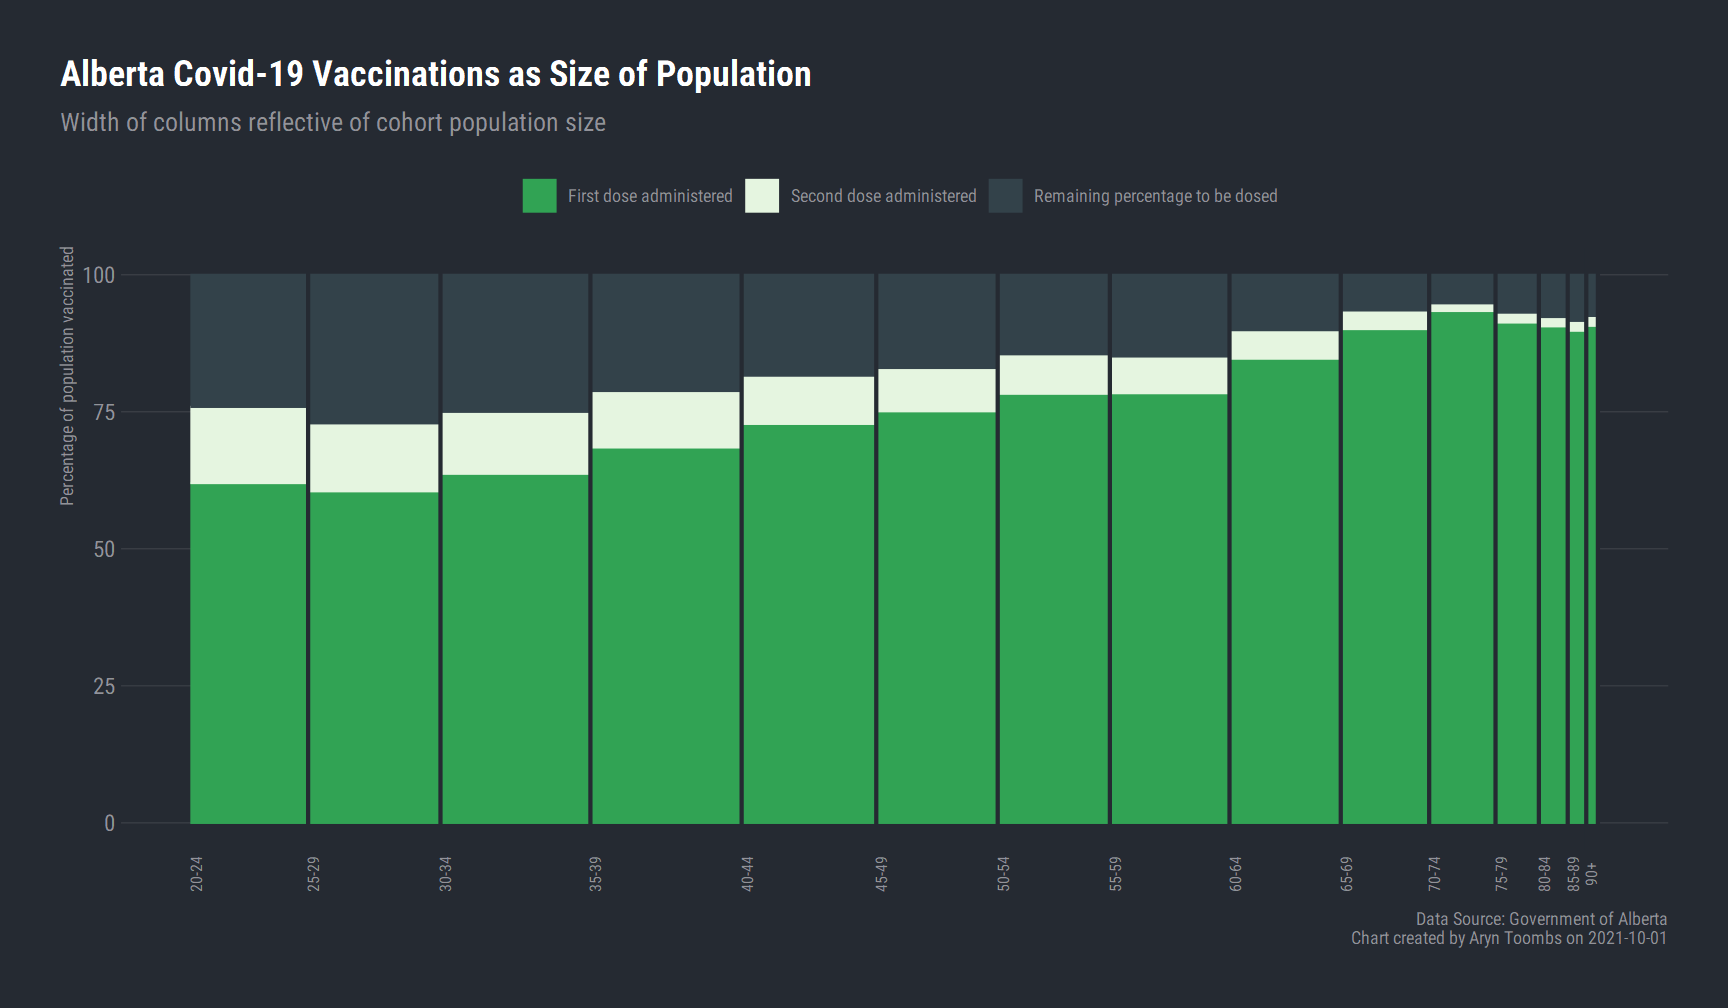 Alberta Covid-19 Vaccinations as Size of Population
Width of columns reflective of cohort population size
First dose administered
Second dose administered
Remaining percentage to be dosed
Percentage of population vaccinated
100
75
50
25
0
20-24
25-29
30-34
35-39
40-44
45-49
50-54
55-59
60-64
65-69
70-74
75-79
80-84
85-89
90+
Data Source: Government of Alberta
Chart created by Aryn Toombs on 2021-10-01